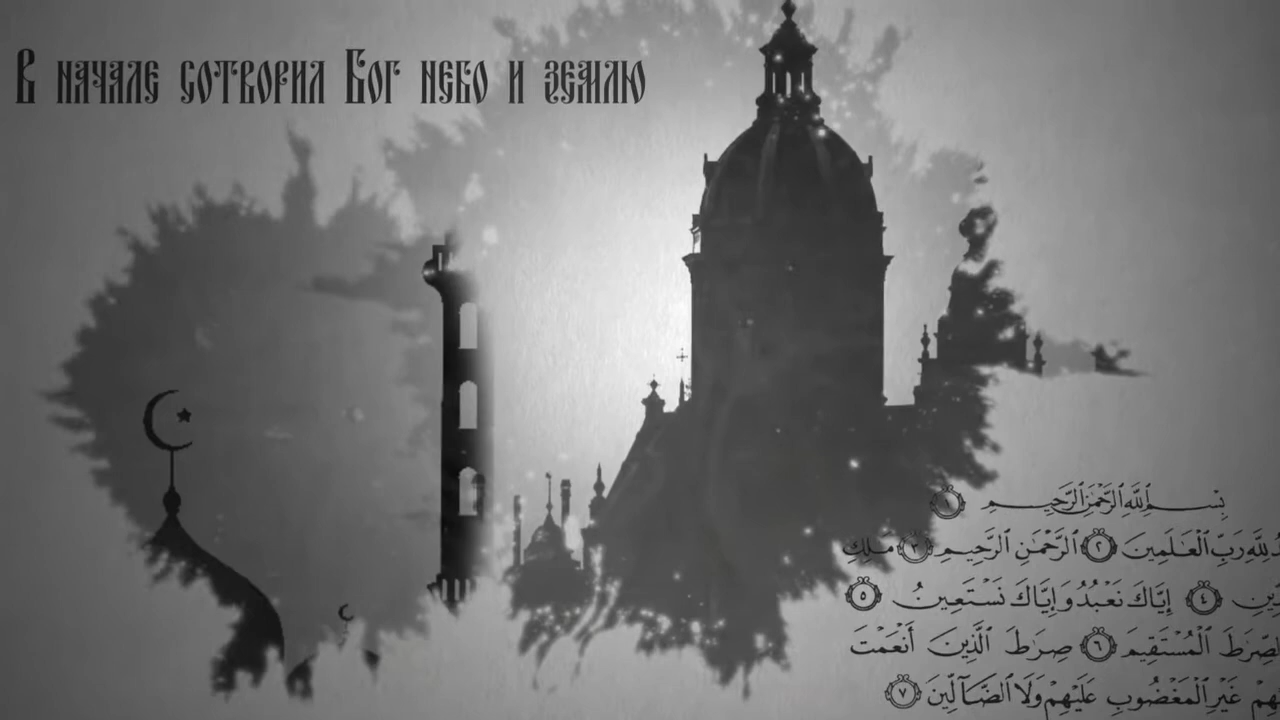 В начале сотворил Бог небо и землю
بِسْمِ ٱللَّهِ ٱلرَّحْمَٰنِ ٱلرَّحِيمِ ١
لِلَّهِ رَبِّ ٱلْعَٰلَمِينَ ٢ ٱلرَّحْمَٰنِ ٱلرَّحِيمِ ٣ مَٰلِكِ
٤ إِيَّاكَ نَعْبُدُ وَإِيَّاكَ نَسْتَعِينُ ٥
ٱلصِّرَٰطَ ٱلْمُسْتَقِيمَ ٦ صِرَٰطَ ٱلَّذِينَ أَنْعَمْتَ
غَيْرِ ٱلْمَغْضُوبِ عَلَيْهِمْ وَلَا ٱلضَّآلِّينَ ٧